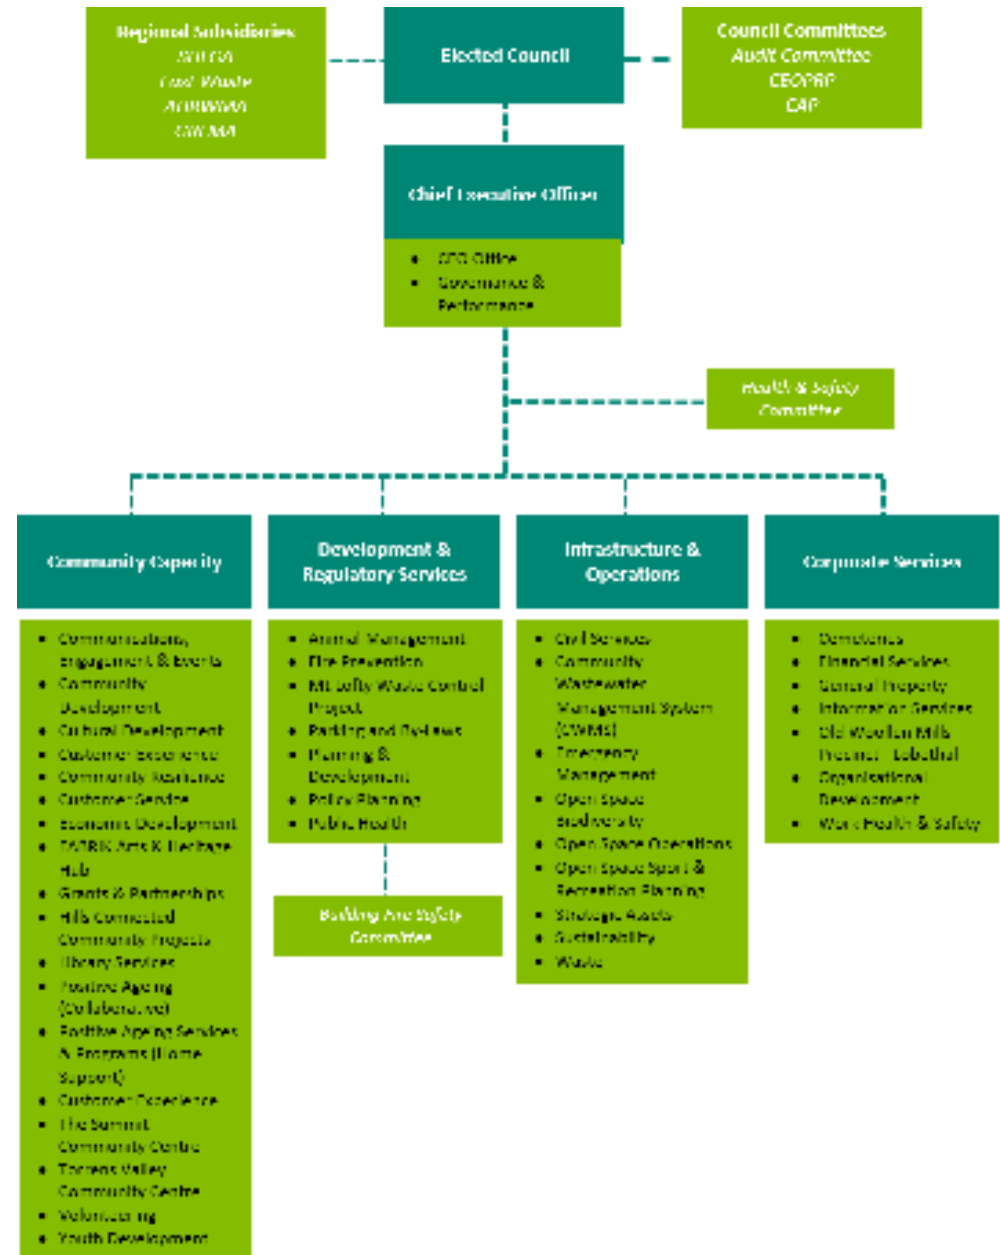 Regional Subsidiaries
East Waste
Elected Council
Council Committees
Audit Committee
CEOPRP
CAP
Chief Executive Officer
• CEO Office
• Governance &
Performance
Health & Safety
Committee
Community Capacity
• Communications,
Engagement & Events
• Community
Development
• Cultural Development
• Customer Experience
• Community Resilience
• Customer Service
• Economic Development
• FABRIK Arts & Heritage
Hub
• Grants & Partnerships
• Hills Connected
Community Projects
• Library Services
• Positive Ageing
(Collaborative)
• Positive Ageing Services
& Programs (Home
Support)
• Customer Experience
• The Summit
Community Centre
• Torrens Valley
Community Centre
• Volunteering
• Youth Development
Development &
Regulatory Services
• Animal Management
• Fire Prevention
• Mt Lofty Waste Control
Project
• Parking and By-Laws
• Planning &
Development
• Policy Planning
• Public Health
Building Fire Safety
Committee
Infrastructure &
Operations
• Civil Services
• Community
Wastewater
Management System
(CWMS)
• Emergency
Management
• Open Space
Biodiversity
• Open Space Operations
• Open Space Sport &
Recreation Planning
• Strategic Assets
• Sustainability
• Waste
Corporate Services
• Cemeteries
• Financial Services
• General Property
• Information Services
• Old Woollen Mills
Precinct - Lobethal
• Organisational
Development
• Work Health & Safety